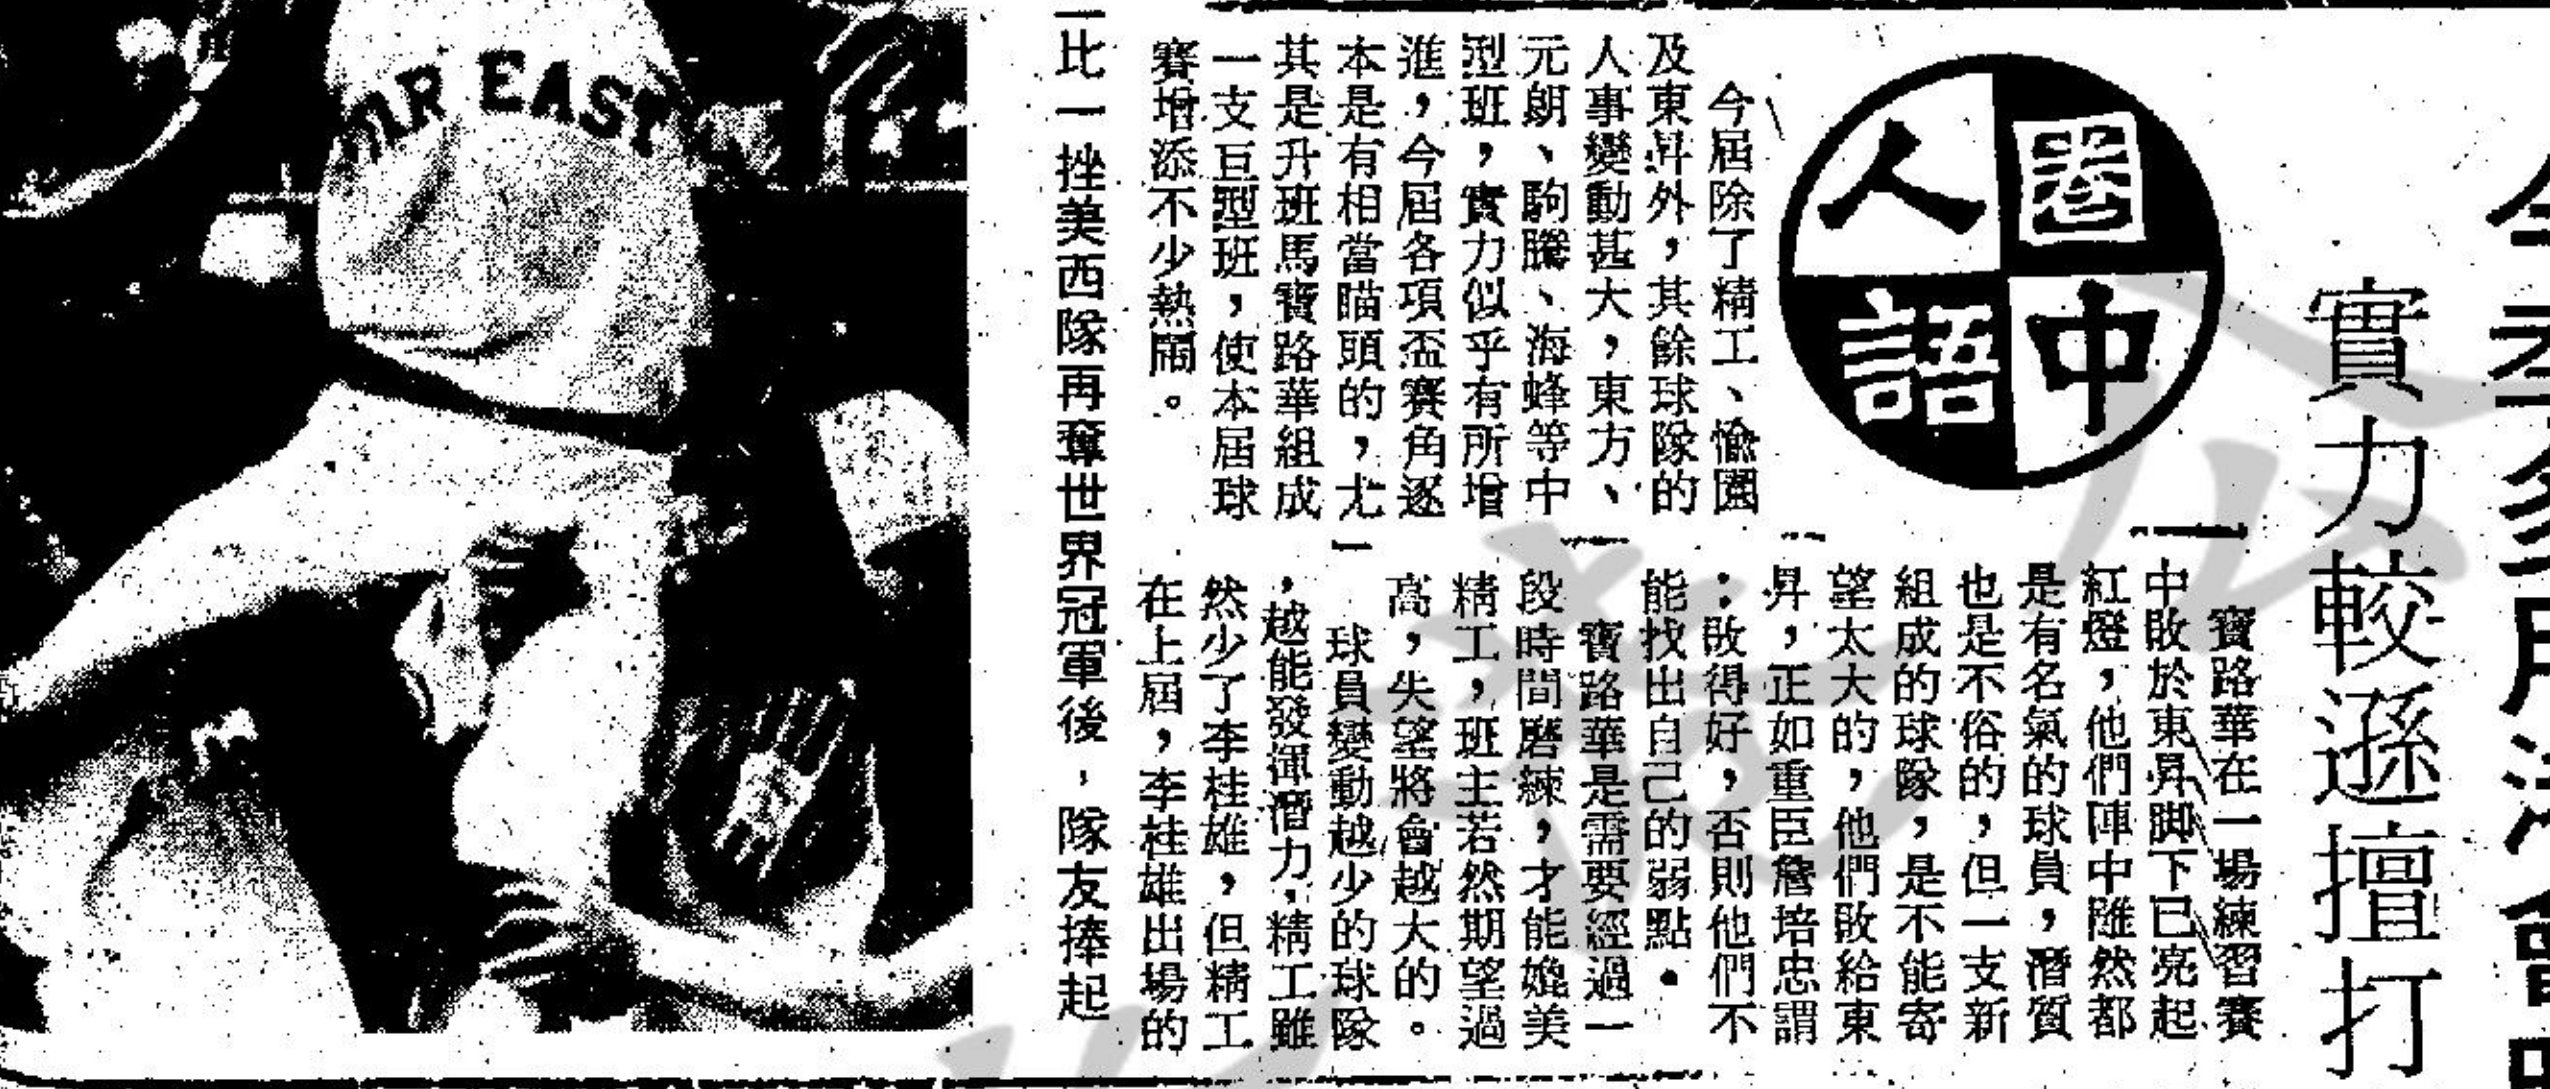 實力較遜擅打
圈中人語
今屆除了精工、愉園
及東昇外，其餘球隊的
人事變動甚大，東方、
元朗、駒騰、海蜂等中
型班，實力似乎有所增
進，今屆各項盃賽角逐
本是有相當瞄頭的，尤
其是升班馬寶路華組成
一支巨型班，使本屆球
賽增添不少熱鬧。
寶路華在一場練習賽
中敗於東昇脚下已亮起
紅燈，他們陣中雖然都
是有名氣的球員，潛質
也是不俗的，但一支新
組成的球隊，是不能寄
望太大的，他們敗給東
昇，正如重臣詹培忠謂
：敗得好，否則他們不
能找出自己的弱點。
寶路華是需要經過一
段時間磨練，才能媲美
精工，班主若然期望過
高，失望將會越大的。
球員變動越少的球隊
，越能發揮潛力，精工雖
然少了李桂雄，但精工
在上屆，李桂雄出場的
比一挫美西隊再奪世界冠軍後，隊友捧起
FAR EAST